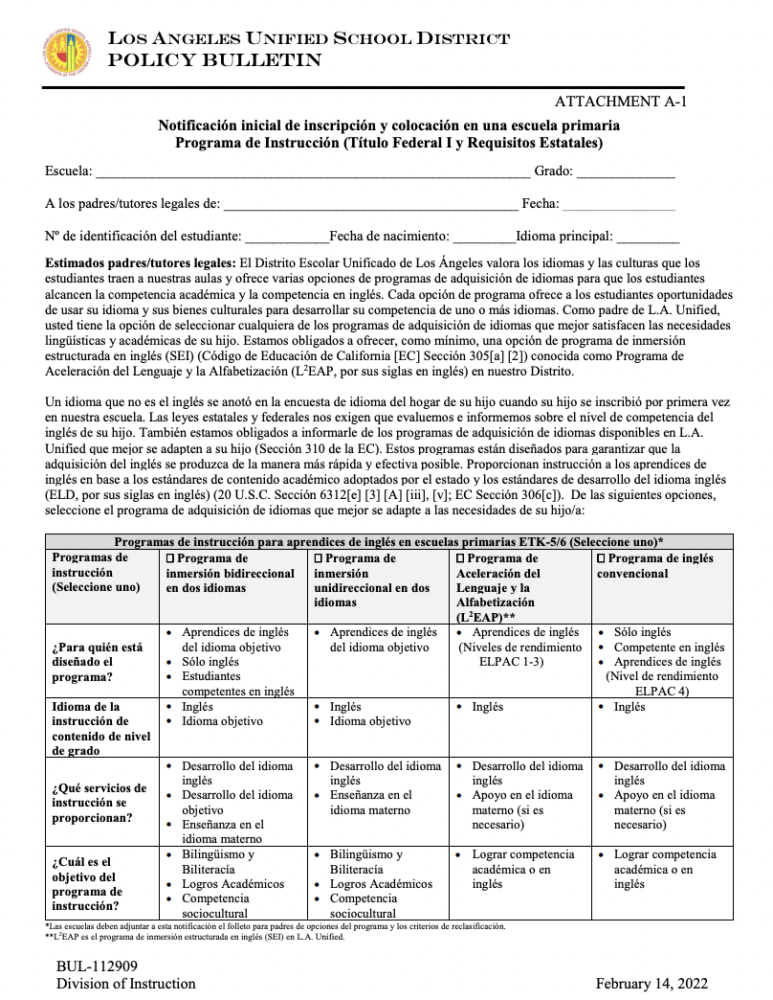 LOS ANGELES UNIFIED SCHOOL DISTRICT
POLICY BULLETIN
ATTACHMENT A-1
Notificación inicial de inscripción y colocación en una escuela primaria
Programa de Instrucción (Título Federal I y Requisitos Estatales)
Escuela: ____________ Grado: ____________
A los padres/tutores legales de: ____________ Fecha: ____________
Nº de identificación del estudiante: ____________Fecha de nacimiento: _________Idioma principal: _________
Estimados padres/tutores legales: El Distrito Escolar Unificado de Los Ángeles valora los idiomas y las culturas que los
estudiantes traen a nuestras aulas y ofrece varias opciones de programas de adquisición de idiomas para que los estudiantes
alcancen la competencia académica y la competencia en inglés. Cada opción de programa ofrece a los estudiantes oportunidades
de usar su idioma y sus bienes culturales para desarrollar su competencia de uno o más idiomas. Como padre de L.A. Unified,
usted tiene la opción de seleccionar cualquiera de los programas de adquisición de idiomas que mejor satisfacen las necesidades
lingüísticas y académicas de su hijo. Estamos obligados a ofrecer, como mínimo, una opción de programa de inmersión
estructurada en inglés (SEI) (Código de Educación de California [EC] Sección 305[a] [2]) conocida como Programa de
Aceleración del Lenguaje y la Alfabetización (L²EAP, por sus siglas en inglés) en nuestro Distrito.
Un idioma que no es el inglés se anotó en la encuesta de idioma del hogar de su hijo cuando su hijo se inscribió por primera vez
en nuestra escuela. Las leyes estatales y federales nos exigen que evaluemos e informemos sobre el nivel de competencia del
inglés de su hijo. También estamos obligados a informarle de los programas de adquisición de idiomas disponibles en L.A.
Unified que mejor se adapten a su hijo (Sección 310 de la EC). Estos programas están diseñados para garantizar que la
adquisición del inglés se produzca de la manera más rápida y efectiva posible. Proporcionan instrucción a los aprendices de
inglés en base a los estándares de contenido académico adoptados por el estado y los estándares de desarrollo del idioma inglés
(ELD, por sus siglas en inglés) (20 U.S.C. Sección 6312[e] [3] [A] [iii], [v]; EC Sección 306[c]). De las siguientes opciones,
seleccione el programa de adquisición de idiomas que mejor se adapte a las necesidades de su hijo/a:
Programas de instrucción para aprendices de inglés en escuelas primarias ETK-5/6 (Seleccione uno)*
Programas de
instrucción
(Seleccione uno)
☐ Programa de
inmersión bidireccional
en dos idiomas
☐ Programa de
inmersión
unidireccional en dos
idiomas
☐ Programa de
Aceleración del
Lenguaje y la
Alfabetización
(L²EAP)**
☐ Programa de inglés
convencional
¿Para quién está
diseñado el
programa?
• Aprendices de inglés
del idioma objetivo
• Sólo inglés
• Estudiantes
competentes en inglés
• Aprendices de inglés
del idioma objetivo
• Aprendices de inglés
(Niveles de rendimiento
ELPAC 1-3)
• Sólo inglés
• Competente en inglés
• Aprendices de inglés
(Nivel de rendimiento
ELPAC 4)
Idioma de la
instrucción de
contenido de nivel
de grado
• Inglés
• Idioma objetivo
• Inglés
• Idioma objetivo
• Inglés
• Inglés
¿Qué servicios de
instrucción se
proporcionan?
• Desarrollo del idioma
inglés
• Desarrollo del idioma
objetivo
• Enseñanza en el
idioma materno
• Desarrollo del idioma
inglés
• Enseñanza en el
idioma materno
• Desarrollo del idioma
inglés
• Apoyo en el idioma
materno (si es
necesario)
• Desarrollo del idioma
inglés
• Apoyo en el idioma
materno (si es
necesario)
¿Cuál es el
objetivo del
programa de
instrucción?
• Bilingüismo y
Biliteracía
• Logros Académicos
• Competencia
sociocultural
• Bilingüismo y
Biliteracía
• Logros Académicos
• Competencia
sociocultural
• Lograr competencia
académica o en
inglés
• Lograr competencia
académica o en
inglés
*Las escuelas deben adjuntar a esta notificación el folleto para padres de opciones del programa y los criterios de reclasificación.
**L²EAP es el programa de inmersión estructurada en inglés (SEI) en L.A. Unified.
BUL-112909
Division of Instruction
February 14, 2022